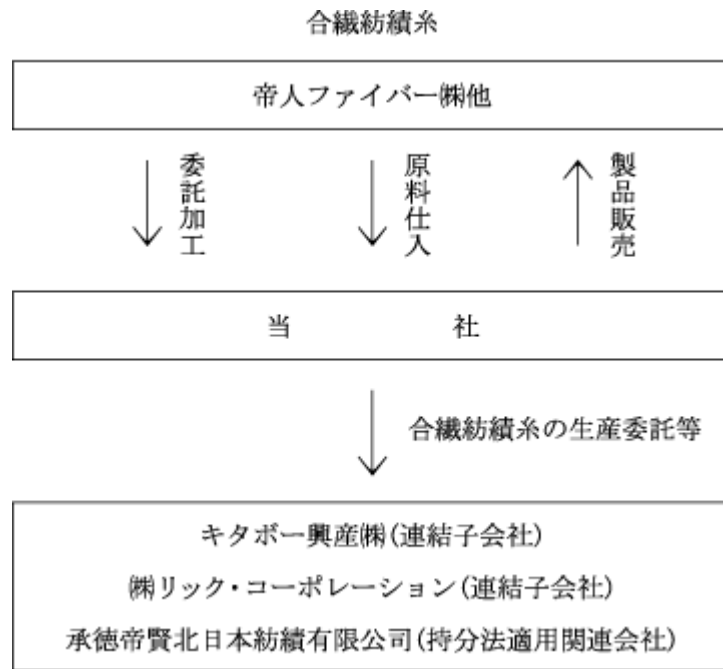 合繊紡績糸
帝人ファイバー㈱他
委託加工
原料仕入
製品販売
当社
合繊紡績糸の生産委託等
キタボー興産㈱(連結子会社)
㈱リック・コーポレーション(連結子会社)
承徳帝賢北日本紡績有限公司(持分法適用関連会社)